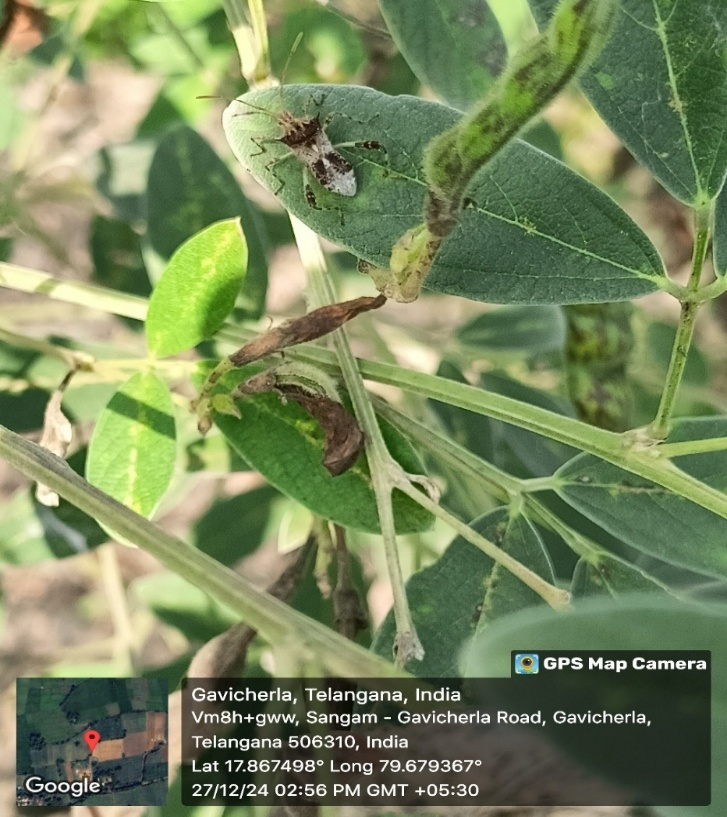 GPS Map Camera
Gavicherla, Telangana, India
Vm8h+gww, Sangam - Gavicherla Road, Gavicherla,
Telangana 506310, India
Lat 17.867498° Long 79.679367°
27/12/24 02:56 PM GMT +05:30
Google